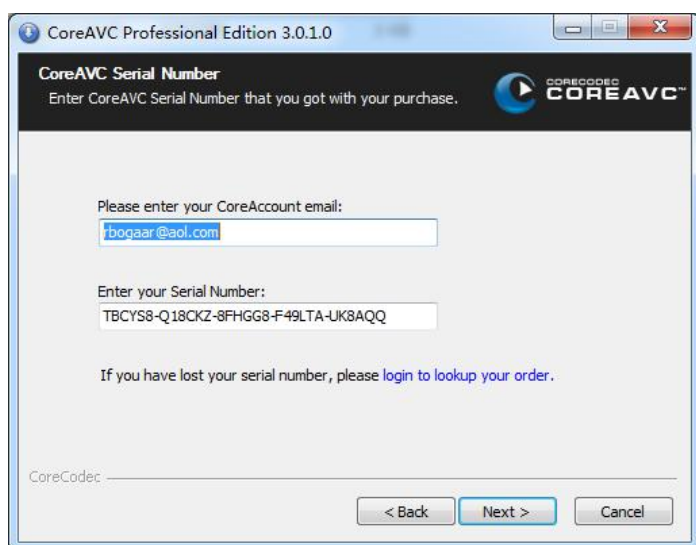 CoreAVC Professional Edition 3.0.1.0
CoreAVC Serial Number
Enter CoreAVC Serial Number that you got with your purchase.
CORECODEC
COREAVC™
Please enter your CoreAccount email:
rbogaar@aol.com
Enter your Serial Number:
TBCYS8-Q18CKZ-8FHGG8-F49LTA-UK8AQQ
If you have lost your serial number, please login to lookup your order.
CoreCodec
< Back Next > Cancel